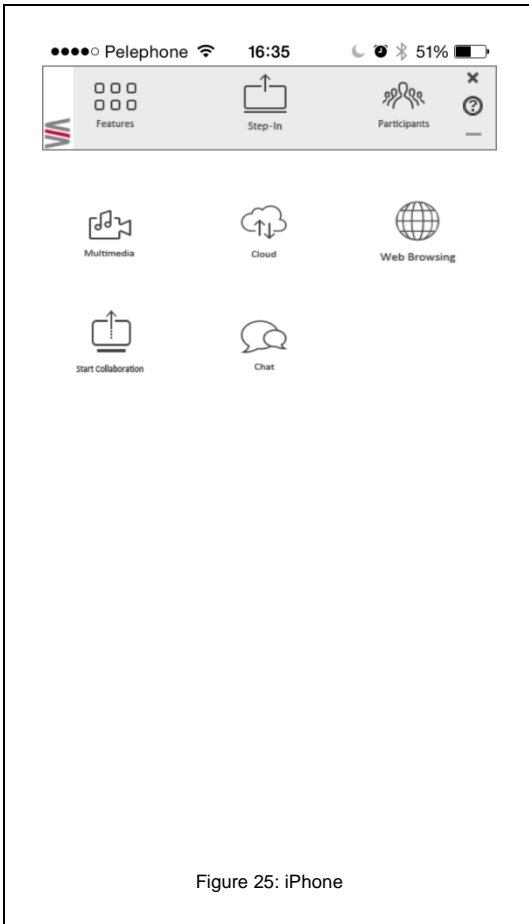 Pelephone 16:35 51%
Features Step-In Participants
Multimedia Cloud Web Browsing
Start Collaboration Chat
Figure 25: iPhone